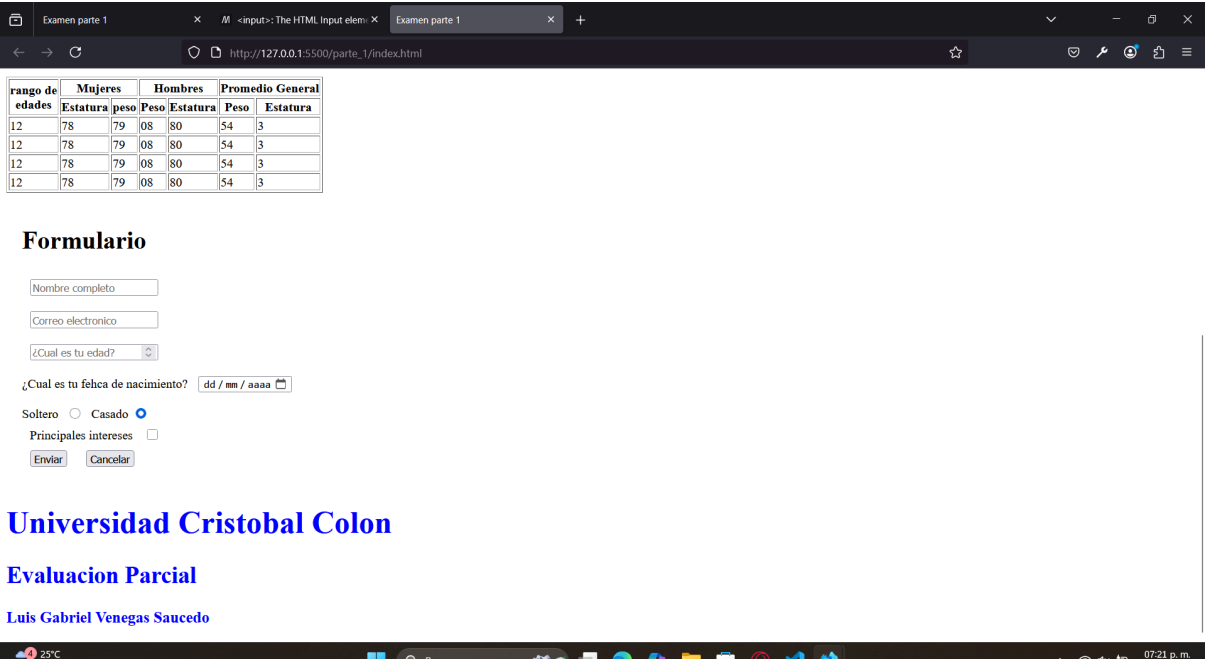 Examen parte 1
<input>: The HTML Input elem
Examen parte 1
http://127.0.0.1:5500/parte_1/index.html
rango de edades Mujeres Hombres Promedio General
Estatura peso Peso Estatura Peso Estatura
12 78 79 08 80 54 3
12 78 79 08 80 54 3
12 78 79 08 80 54 3
12 78 79 08 80 54 3
Formulario
Nombre completo
Correo electronico
¿Cual es tu edad?
¿Cual es tu fehca de nacimiento? dd / mm / aaaa
Soltero Casado
Principales intereses
Enviar Cancelar
Universidad Cristobal Colon
Evaluacion Parcial
Luis Gabriel Venegas Saucedo
4 25°C
07:21 p. m.